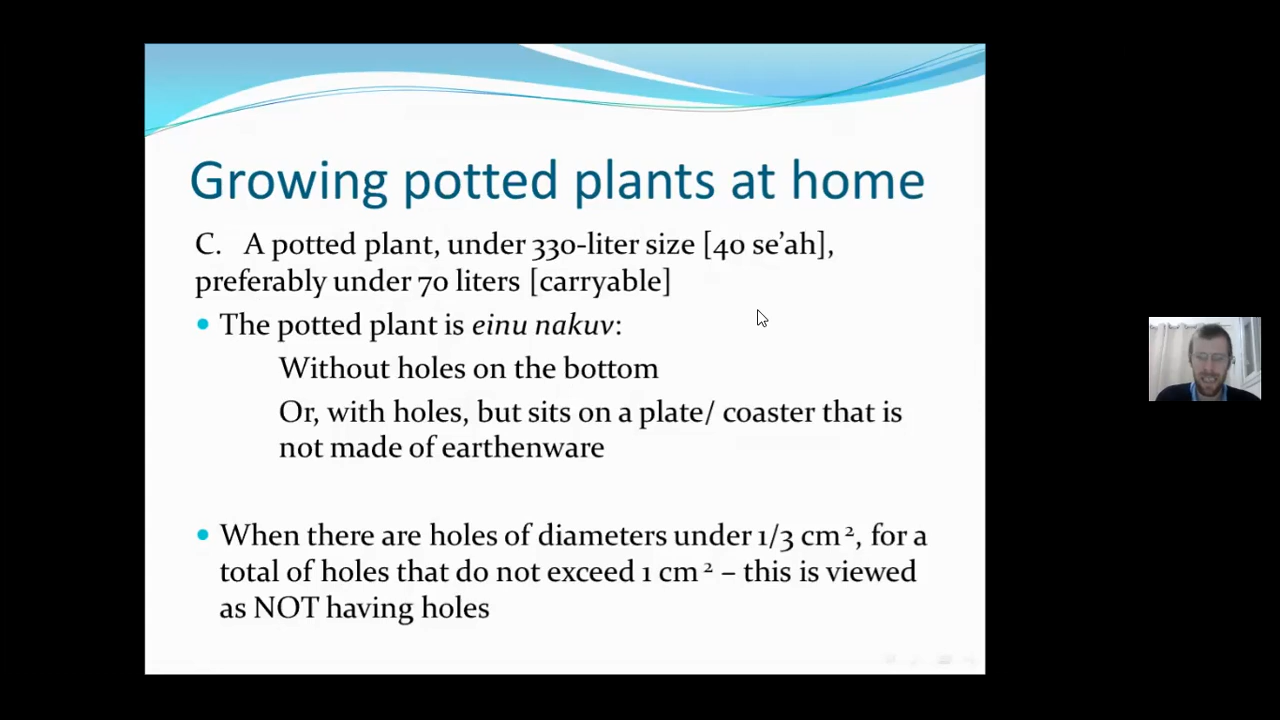 Growing potted plants at home
C. A potted plant, under 330-liter size [40 se’ah],
preferably under 70 liters [carryable]
• The potted plant is einu nakuv:
Without holes on the bottom
Or, with holes, but sits on a plate/ coaster that is
not made of earthenware
• When there are holes of diameters under 1/3 cm², for a
total of holes that do not exceed 1 cm² – this is viewed
as NOT having holes